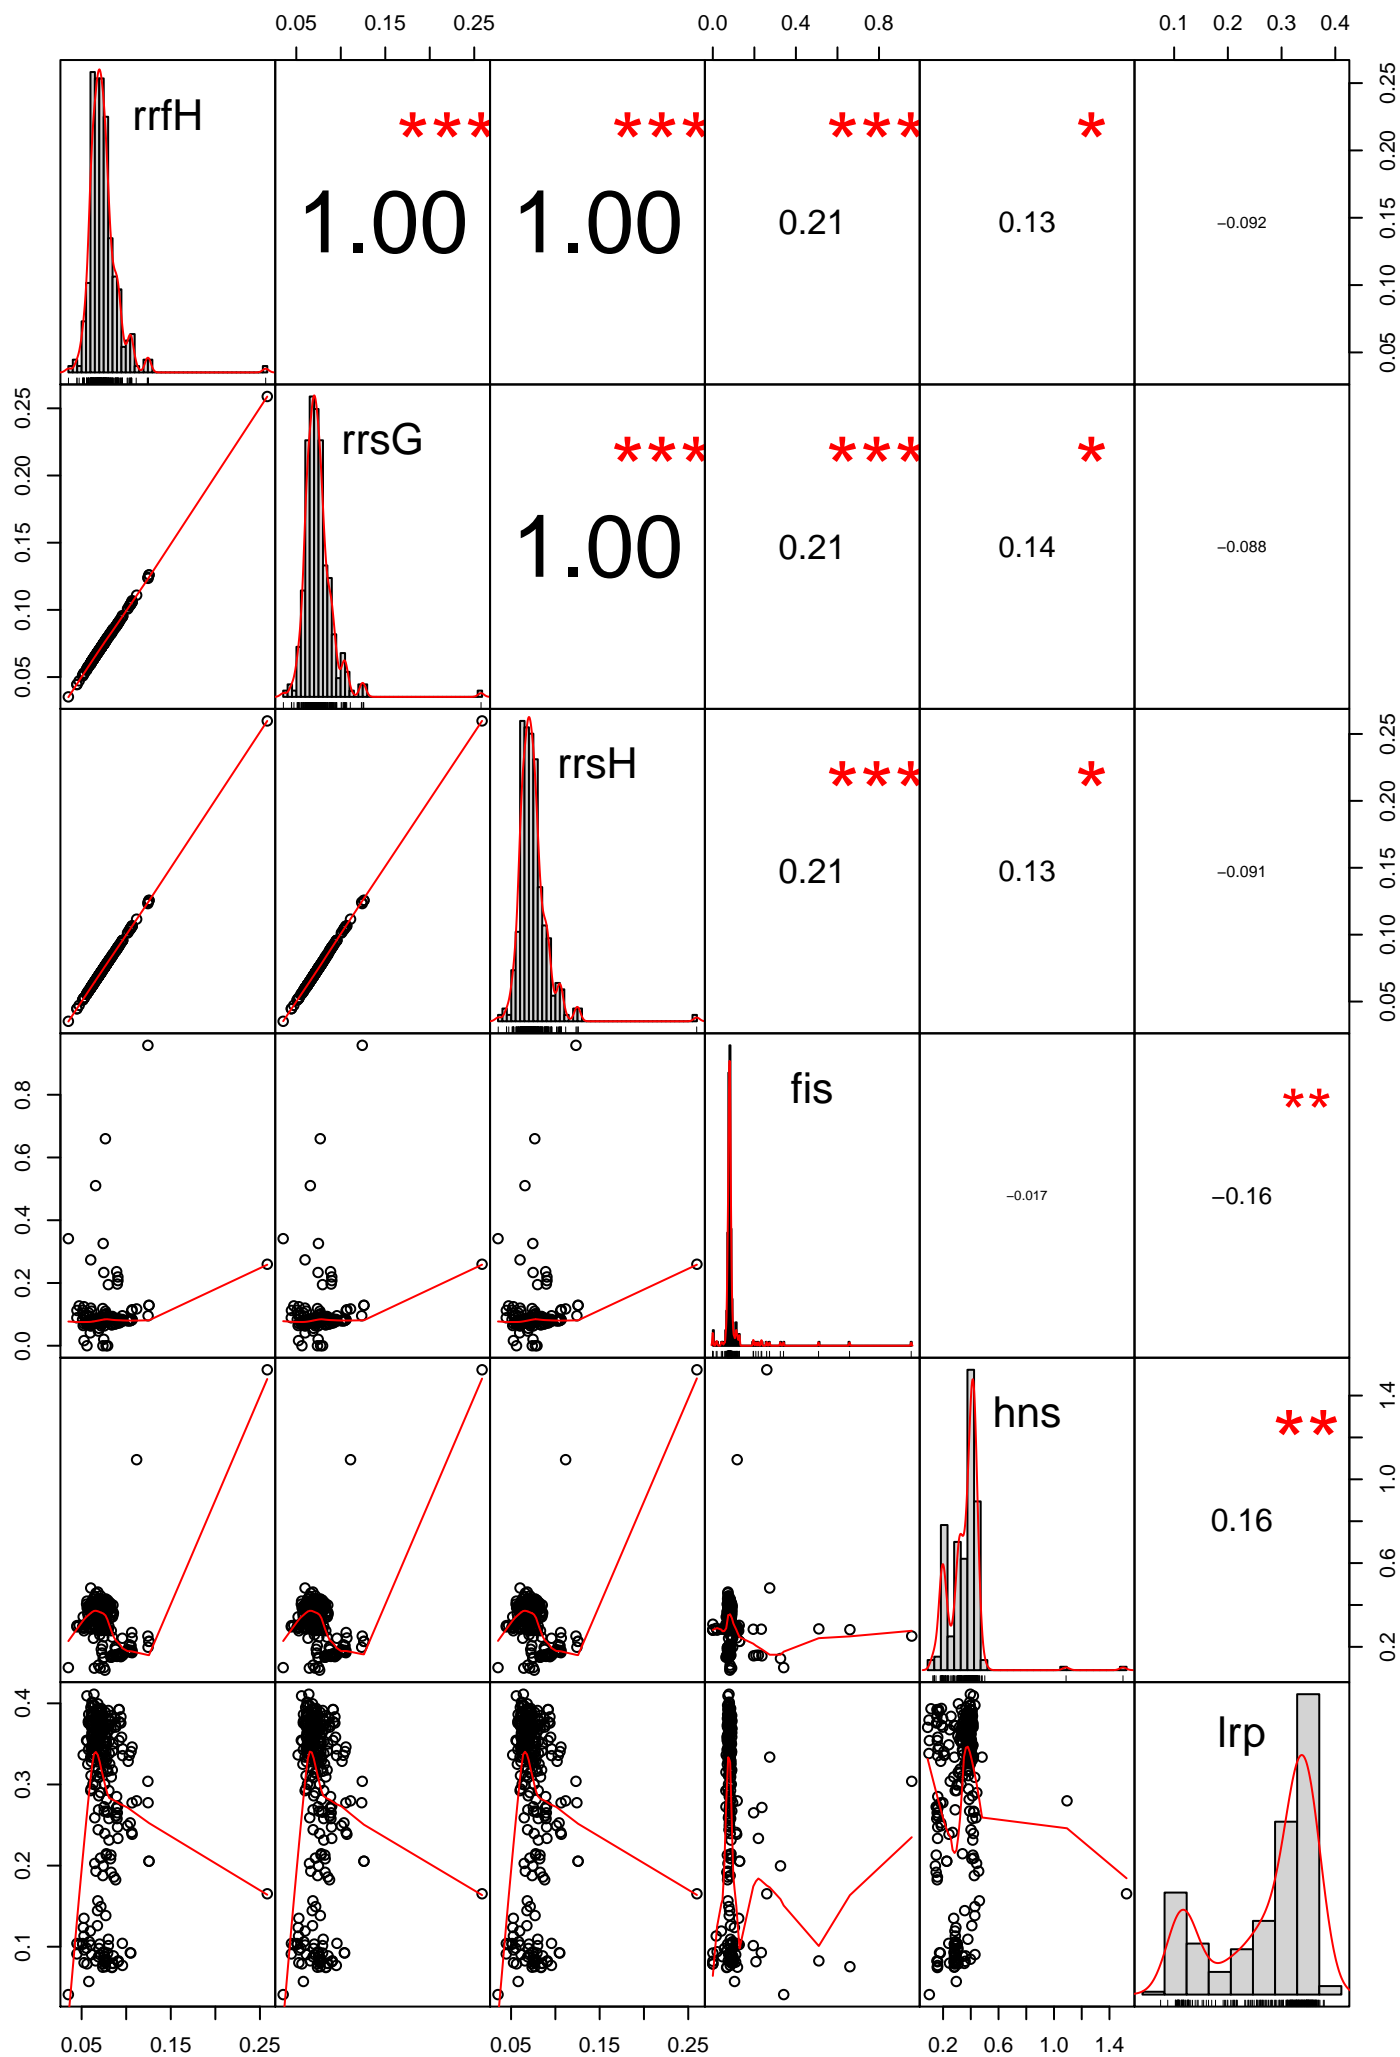 0.05 0.15 0.25 0.0 0.4 0.8 0.1 0.2 0.3 0.4
rrfH *** *** *** *
1.00 1.00 0.21 0.13 −0.092
0.05 0.10 0.15 0.20 0.25
rrsG *** *** *
1.00 0.21 0.14 −0.088
0.05 0.10 0.15 0.20 0.25
rrsH *** *
0.21 0.13 −0.091
0.05 0.10 0.15 0.20 0.25
fis **
−0.017 −0.16
0.0 0.2 0.4 0.6 0.8
hns **
0.16
0.2 0.6 1.0 1.4
lrp
0.1 0.2 0.3 0.4
0.05 0.15 0.25 0.05 0.15 0.25 0.2 0.6 1.0 1.4